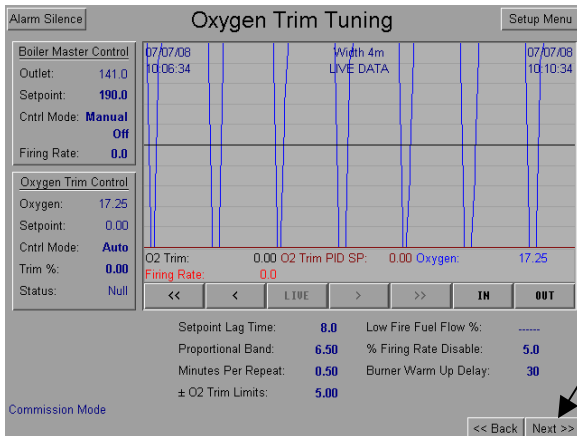 Alarm Silence
Oxygen Trim Tuning
Setup Menu
Boiler Master Control
Outlet: 141.0
Setpoint: 190.0
Cntrl Mode: Manual
Off
Firing Rate: 0.0
Oxygen Trim Control
Oxygen: 17.25
Setpoint: 0.00
Cntrl Mode: Auto
Trim %: 0.00
Status: Null
07/07/08 Width 4m 07/07/08
10:06:34 LIVE DATA 10:10:34
O2 Trim: 0.00 O2 Trim PID SP: 0.00 Oxygen: 17.25
Firing Rate: 0.0
<< < LIVE > >> IN OUT
Setpoint Lag Time: 8.0 Low Fire Fuel Flow %: ------
Proportional Band: 6.50 % Firing Rate Disable: 5.0
Minutes Per Repeat: 0.50 Burner Warm Up Delay: 30
± O2 Trim Limits: 5.00
Commission Mode
<< Back Next >>